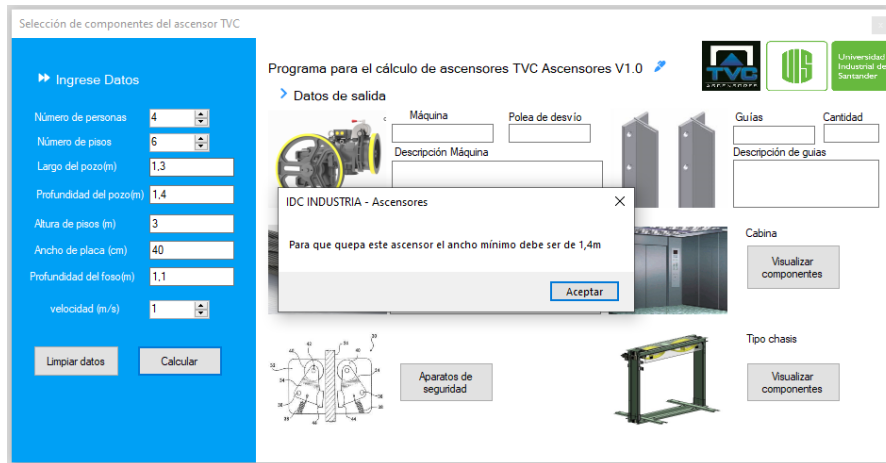 Selección de componentes del ascensor TVC
Ingrese Datos
Número de personas 4
Número de pisos 6
Largo del pozo(m) 1,3
Profundidad del pozo(m) 1,4
Altura de pisos (m) 3
Ancho de placa (cm) 40
Profundidad del foso(m) 1,1
velocidad (m/s) 1
Limpiar datos Calcular
Programa para el cálculo de ascensores TVC Ascensores V1.0
TVC
UIS
Universidad
Industrial de
Santander
Datos de salida
Máquina Polea de desvío
Descripción Máquina
Guías Cantidad
Descripción de guias
IDC INDUSTRIA - Ascensores
Para que quepa este ascensor el ancho mínimo debe ser de 1,4m
Aceptar
Cabina
Visualizar
componentes
Aparatos de
seguridad
Tipo chasis
Visualizar
componentes